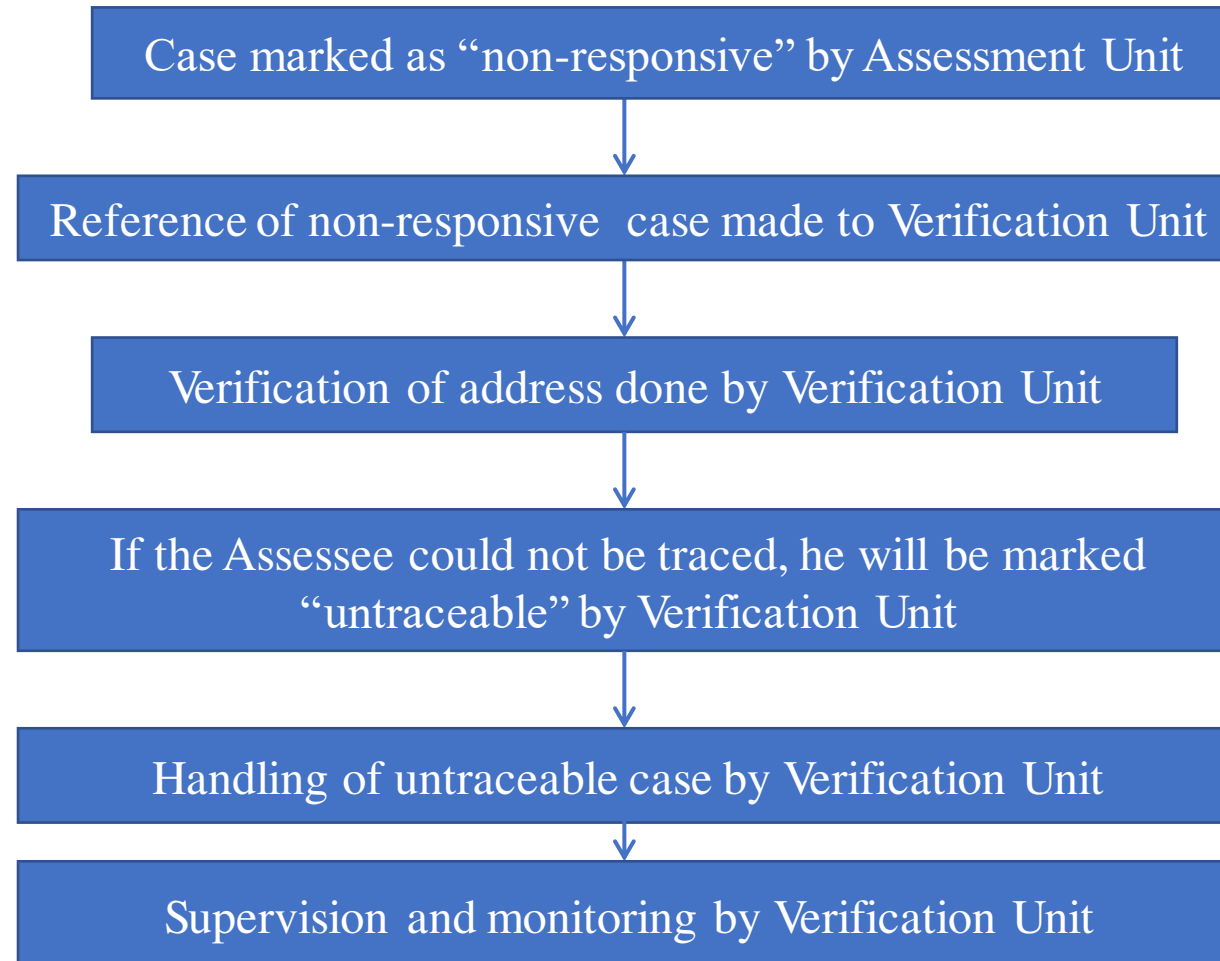 Case marked as “non-responsive” by Assessment Unit
Reference of non-responsive case made to Verification Unit
Verification of address done by Verification Unit
If the Assessee could not be traced, he will be marked
“untraceable” by Verification Unit
Handling of untraceable case by Verification Unit
Supervision and monitoring by Verification Unit